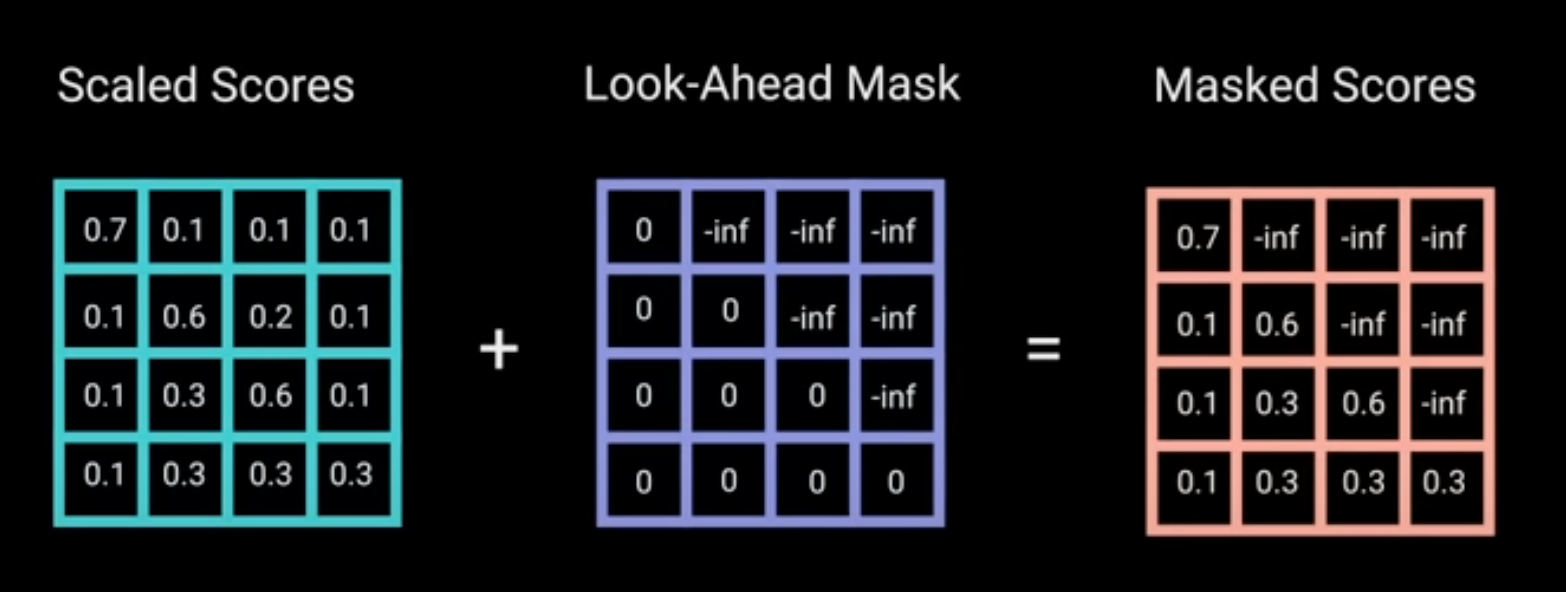 Scaled Scores Look-Ahead Mask Masked Scores
0.7 0.1 0.1 0.1 0 -inf -inf -inf 0.7 -inf -inf -inf
0.1 0.6 0.2 0.1 0 0 -inf -inf 0.1 0.6 -inf -inf
+ =
0.1 0.3 0.6 0.1 0 0 0 -inf 0.1 0.3 0.6 -inf
0.1 0.3 0.3 0.3 0 0 0 0 0.1 0.3 0.3 0.3